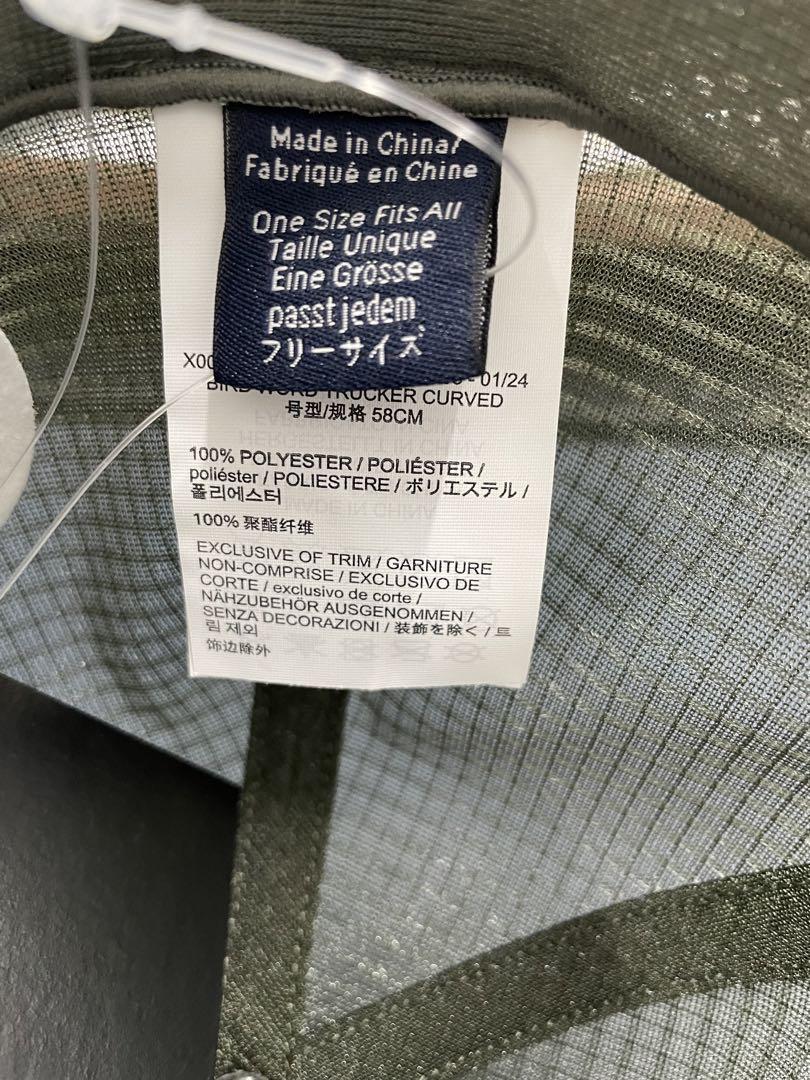 Made in China/
Fabriqué en Chine
One Size Fits All
Taille Unique
Eine Grösse
passt jedem
フリーサイズ
- 01/24
BIRD WORD TRUCKER CURVED
号型/规格 58CM
100% POLYESTER / POLIÉSTER /
poliéster / POLIESTERE / ポリエステル /
폴리에스터
100% 聚酯纤维
EXCLUSIVE OF TRIM / GARNITURE
NON-COMPRISE / EXCLUSIVO DE
CORTE / exclusivo de corte /
NÄHZUBEHÖR AUSGENOMMEN /
SENZA DECORAZIONI / 装飾を除く / 트
림 제외
饰边除外